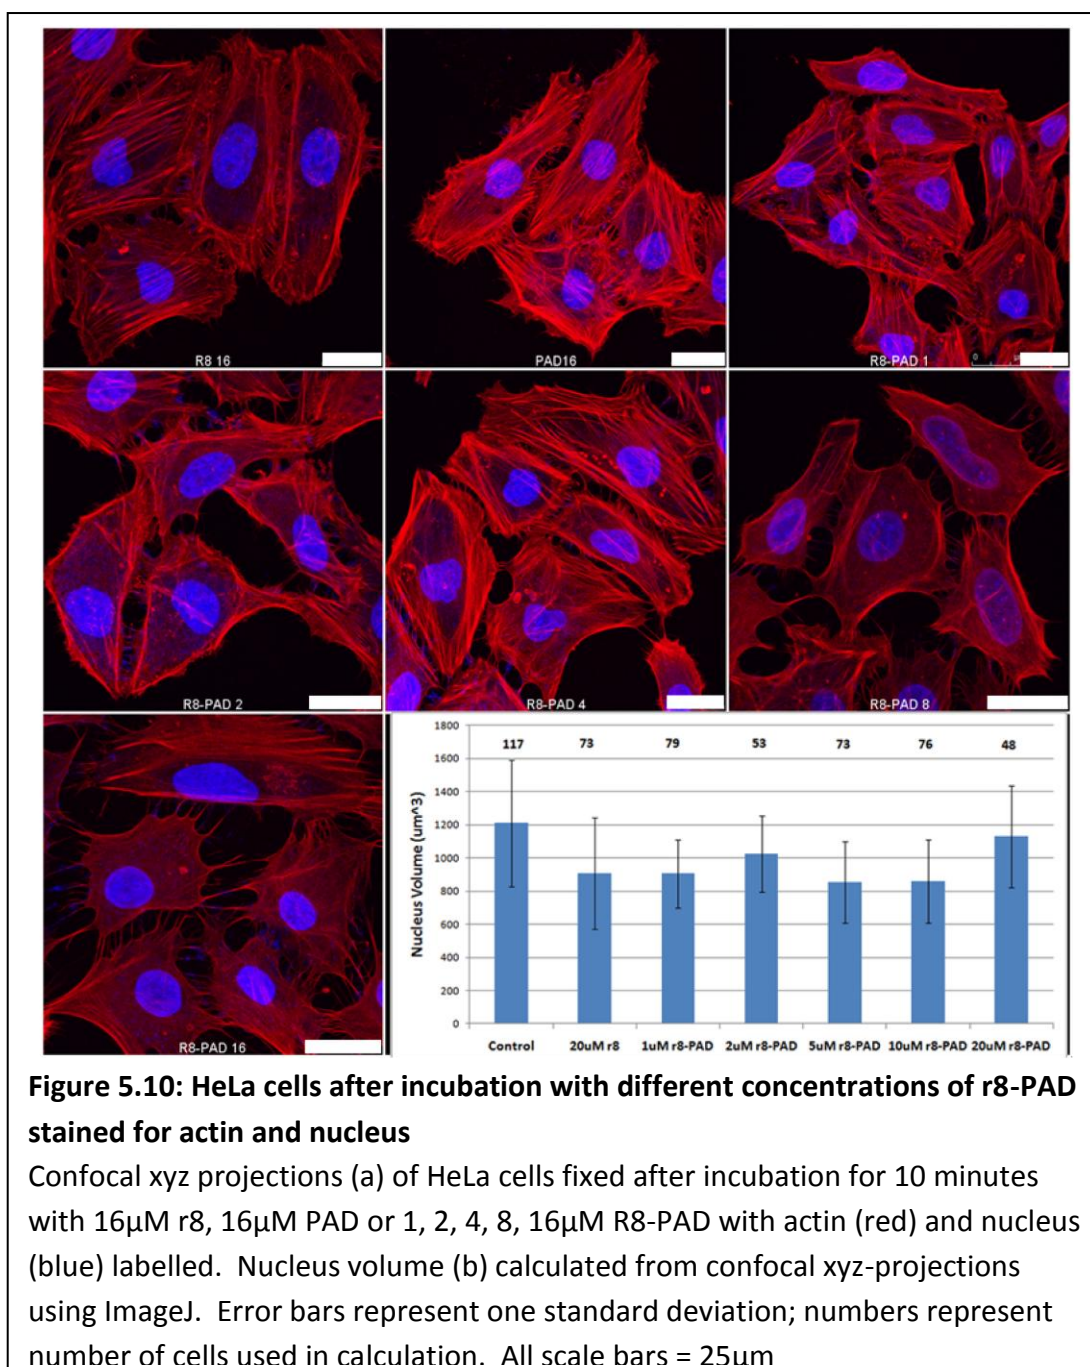 R8 16
PAD16
R8-PAD 1
0
R8-PAD 2
R8-PAD 4
R8-PAD 8
R8-PAD 16
Nucleus Volume (um^3)
1800
1600
1400
1200
1000
800
600
400
200
0
117 73 79 53 73 76 48
Control 20uM r8 1uM r8-PAD 2uM r8-PAD 5uM r8-PAD 10uM r8-PAD 20uM r8-PAD
Figure 5.10: HeLa cells after incubation with different concentrations of r8-PAD
stained for actin and nucleus
Confocal xyz projections (a) of HeLa cells fixed after incubation for 10 minutes
with 16µM r8, 16µM PAD or 1, 2, 4, 8, 16µM R8-PAD with actin (red) and nucleus
(blue) labelled. Nucleus volume (b) calculated from confocal xyz-projections
using ImageJ. Error bars represent one standard deviation; numbers represent
number of cells used in calculation. All scale bars = 25µm